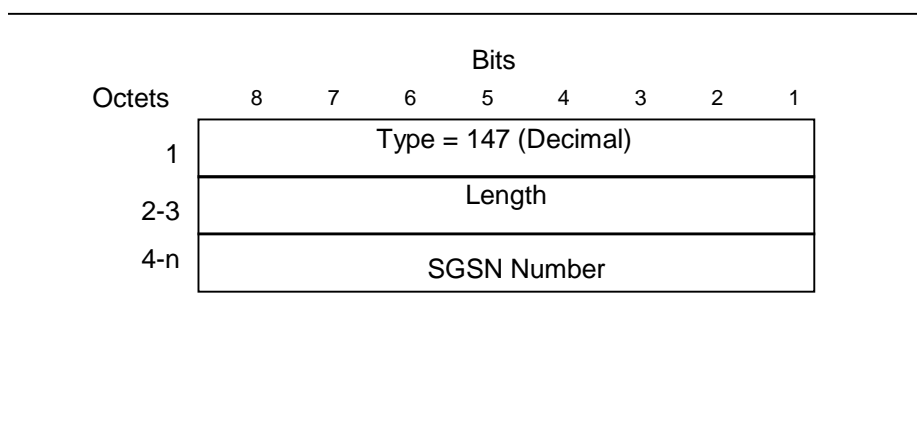 Bits
Octets 8 7 6 5 4 3 2 1
1 Type = 147 (Decimal)
2-3 Length
4-n SGSN Number